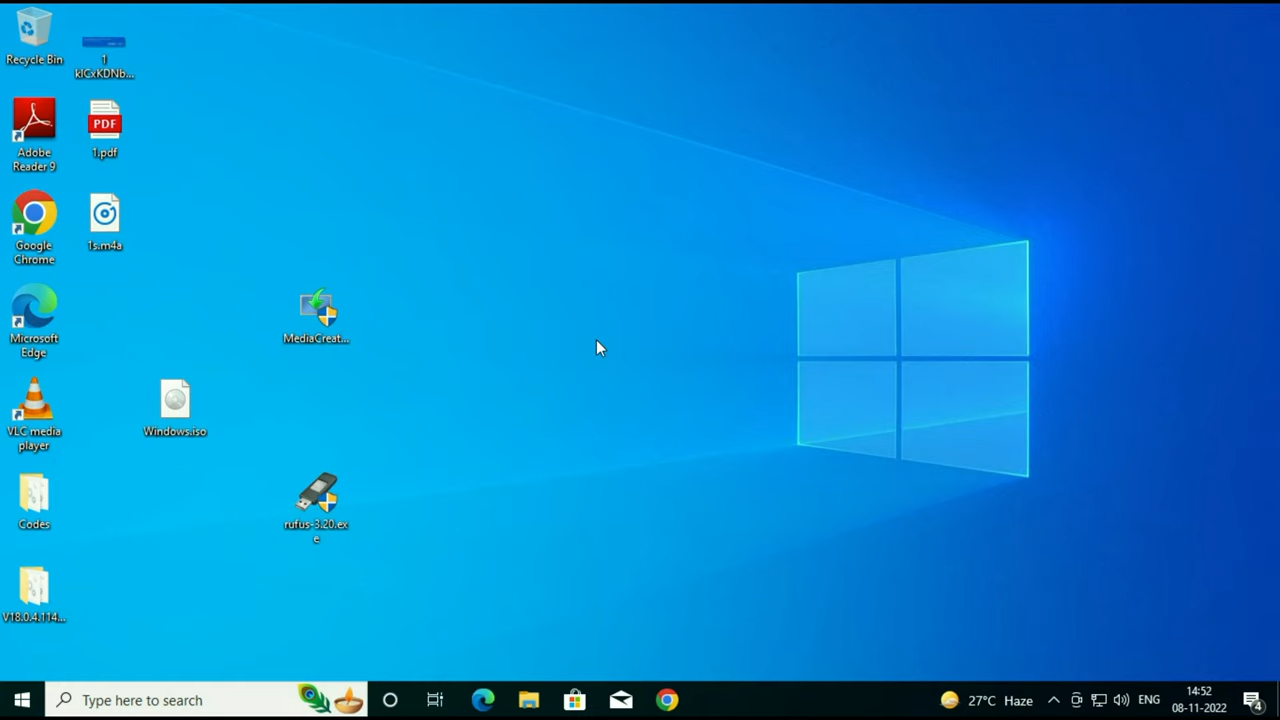 Recycle Bin
1
klCxKDNb...
Adobe
Reader 9
PDF
1.pdf
Google
Chrome
1s.m4a
Microsoft
Edge
MediaCreat...
VLC media
player
Windows.iso
Codes
rufus-3.20.ex
e
V18.0.4.114...
Type here to search
27°C Haze
ENG
14:52
08-11-2022
4